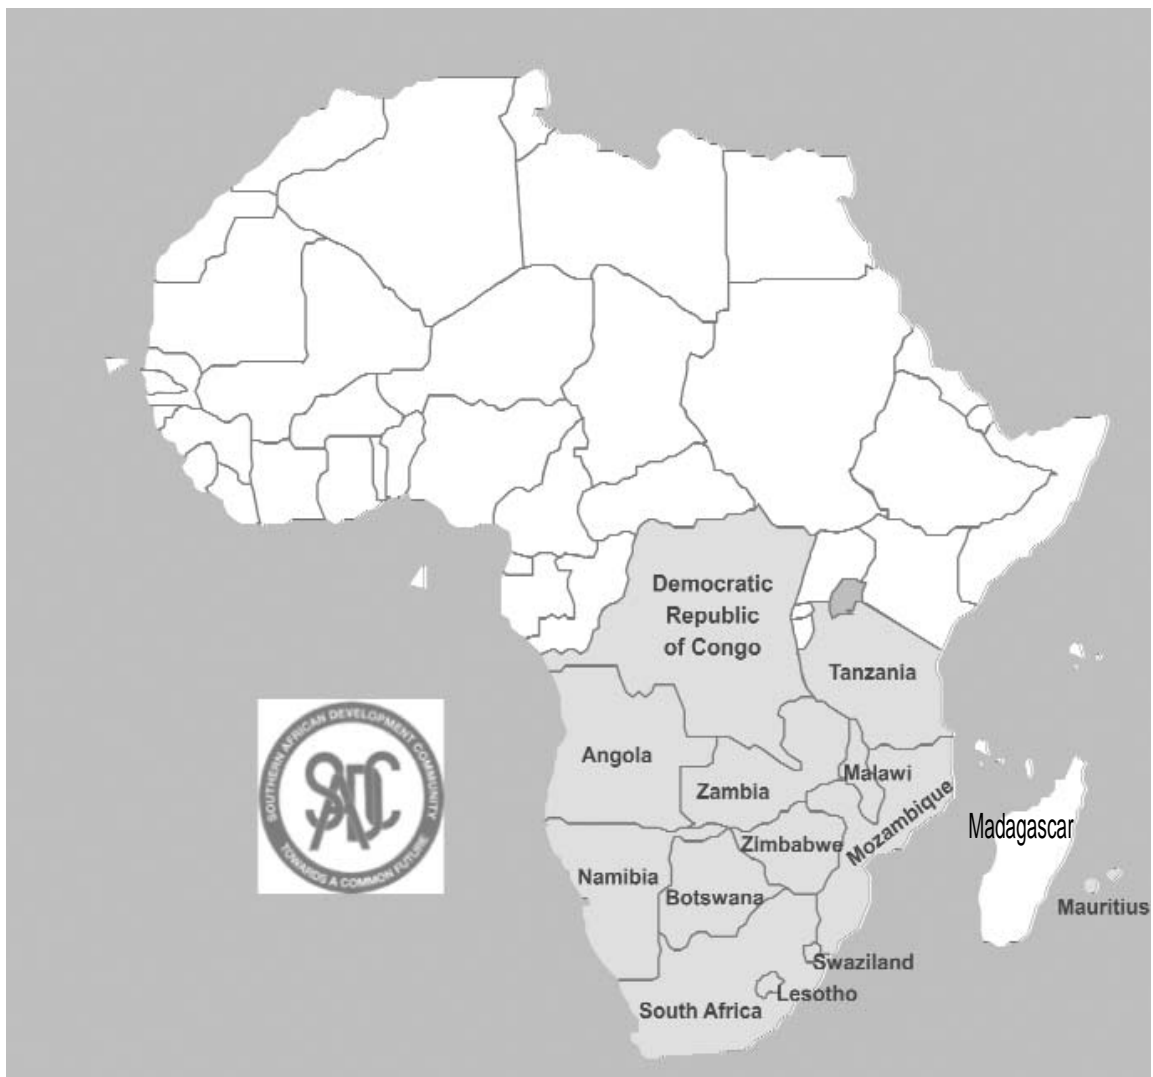 Democratic
Republic
of Congo
Tanzania
Angola
Zambia
Malawi
Mozambique
Madagascar
Zimbabwe
Namibia
Botswana
Mauritius
Swaziland
Lesotho
South Africa
SOUTHERN AFRICAN DEVELOPMENT COMMUNITY
SADC
TOWARDS A COMMON FUTURE